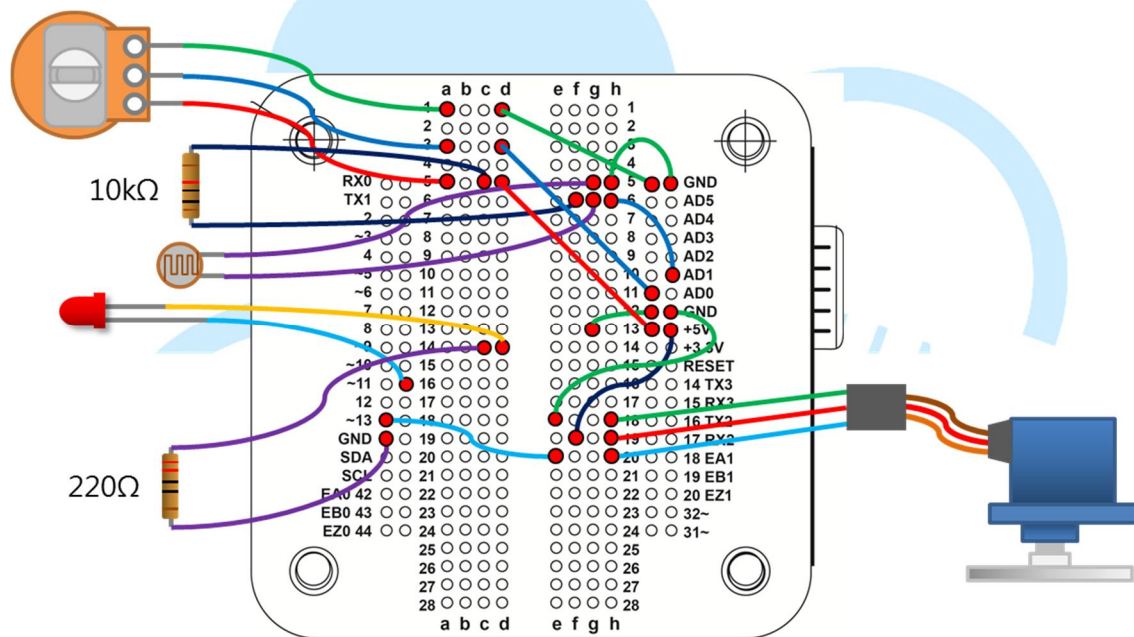 a b c d e f g h
1 1
2 2
3 3
4 4
RX0 5 5 GND
TX1 6 6 AD5
10kΩ
2 7 7 AD4
~3 8 8 AD3
4 9 9 AD2
~5 10 10 AD1
~6 11 11 AD0
7 12 12 GND
8 13 13 +5V
~9 14 14 +3.3V
~10 15 15 RESET
~11 16 16 14 TX3
12 17 17 15 RX3
~13 18 18 16 TX2
GND 19 19 17 RX2
SDA 20 20 18 EA1
SCL 21 21 19 EB1
220Ω
EA0 42 22 22 20 EZ1
EB0 43 23 23 32~
EZ0 44 24 24 31~
25 25
26 26
27 27
28 28
a b c d e f g h